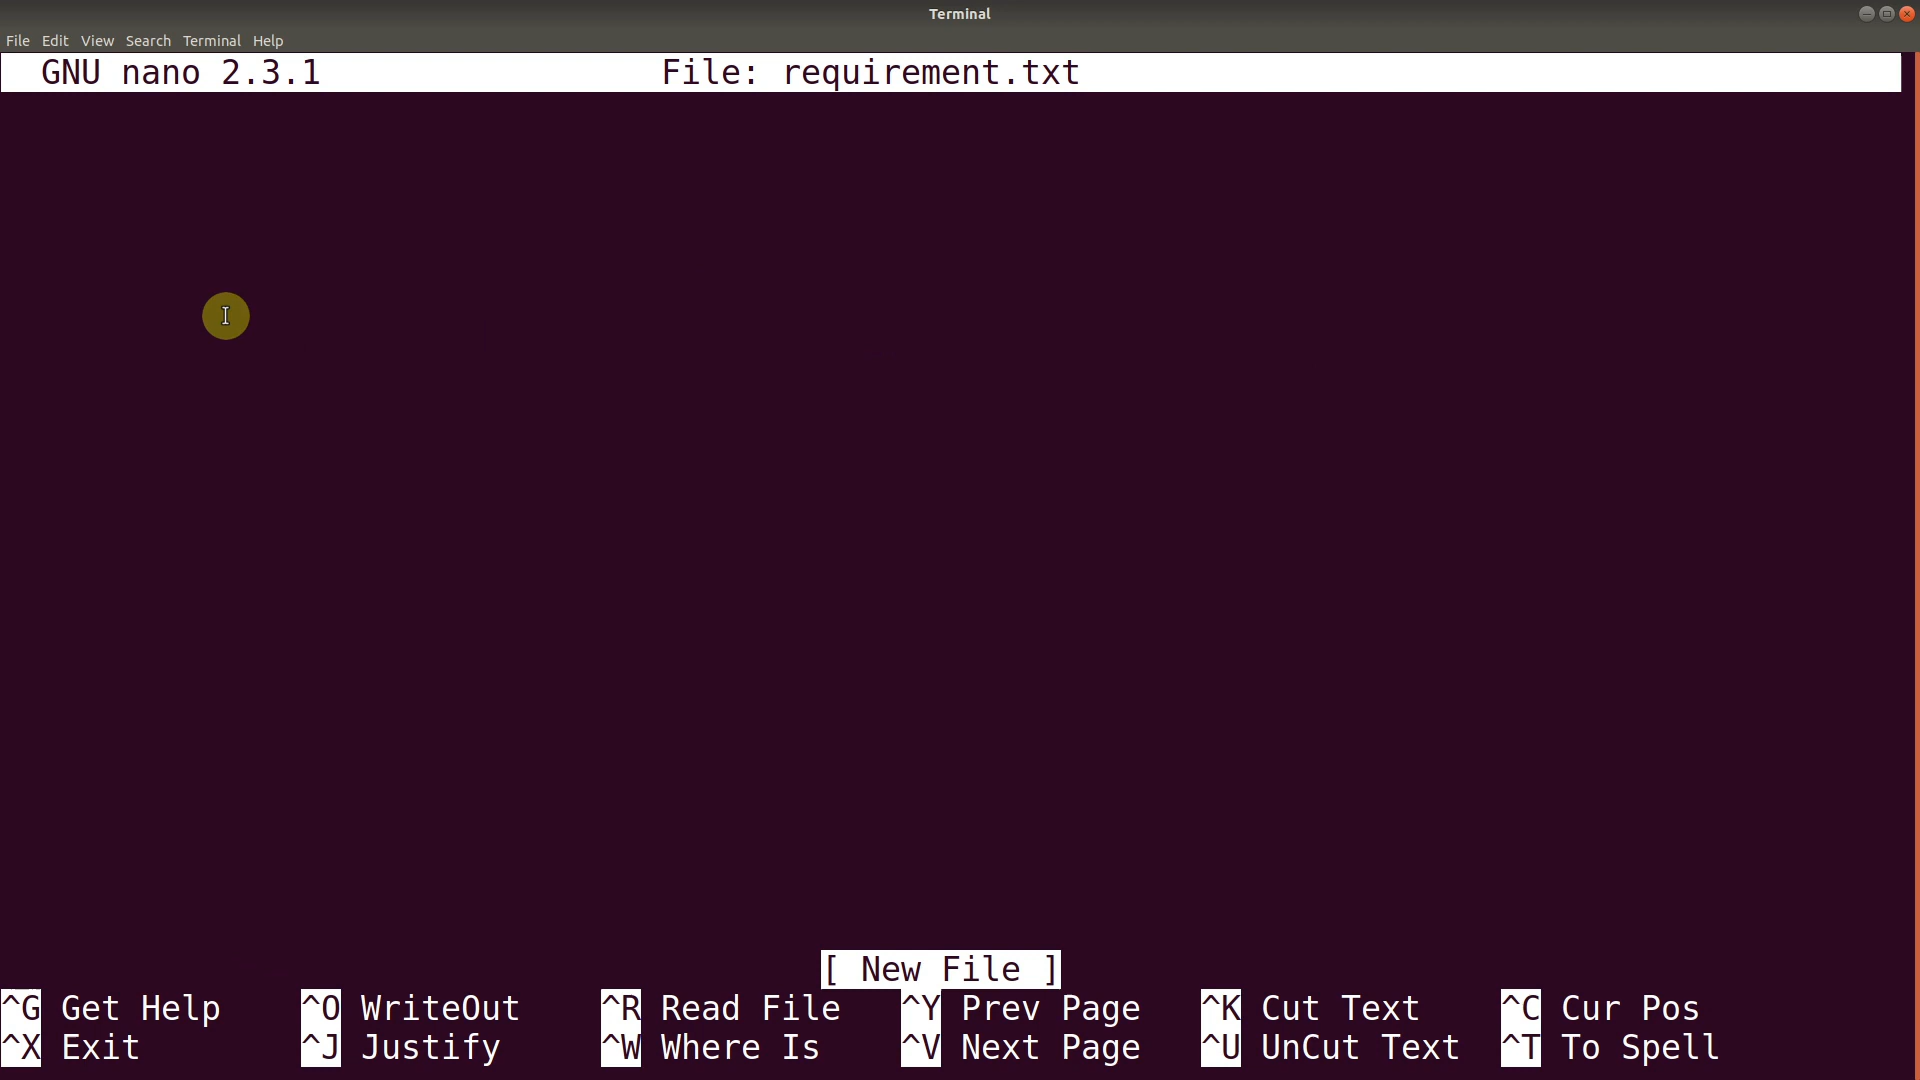 Terminal
File Edit View Search Terminal Help
GNU nano 2.3.1 File: requirement.txt
[ New File ]
^G Get Help ^O WriteOut ^R Read File ^Y Prev Page ^K Cut Text ^C Cur Pos
^X Exit ^J Justify ^W Where Is ^V Next Page ^U UnCut Text ^T To Spell